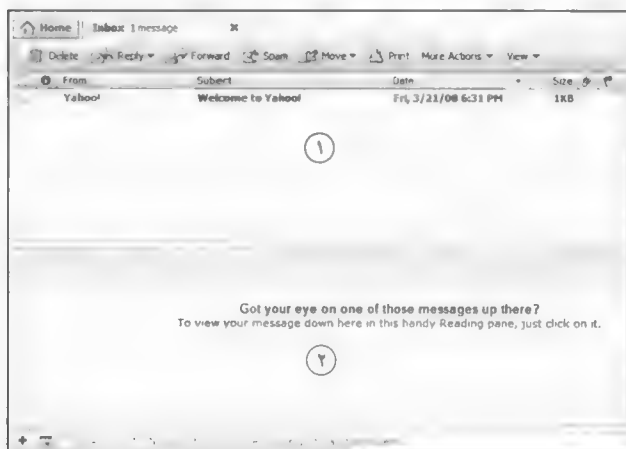 Home Inbox 1 message ×
Delete Reply Forward Spam Move Print More Actions View
From Subject Date Size
Yahoo! Welcome to Yahoo! Fri, 3/21/08 6:31 PM 1KB
١
Got your eye on one of those messages up there?
To view your message down here in this handy Reading pane, just click on it.
٢